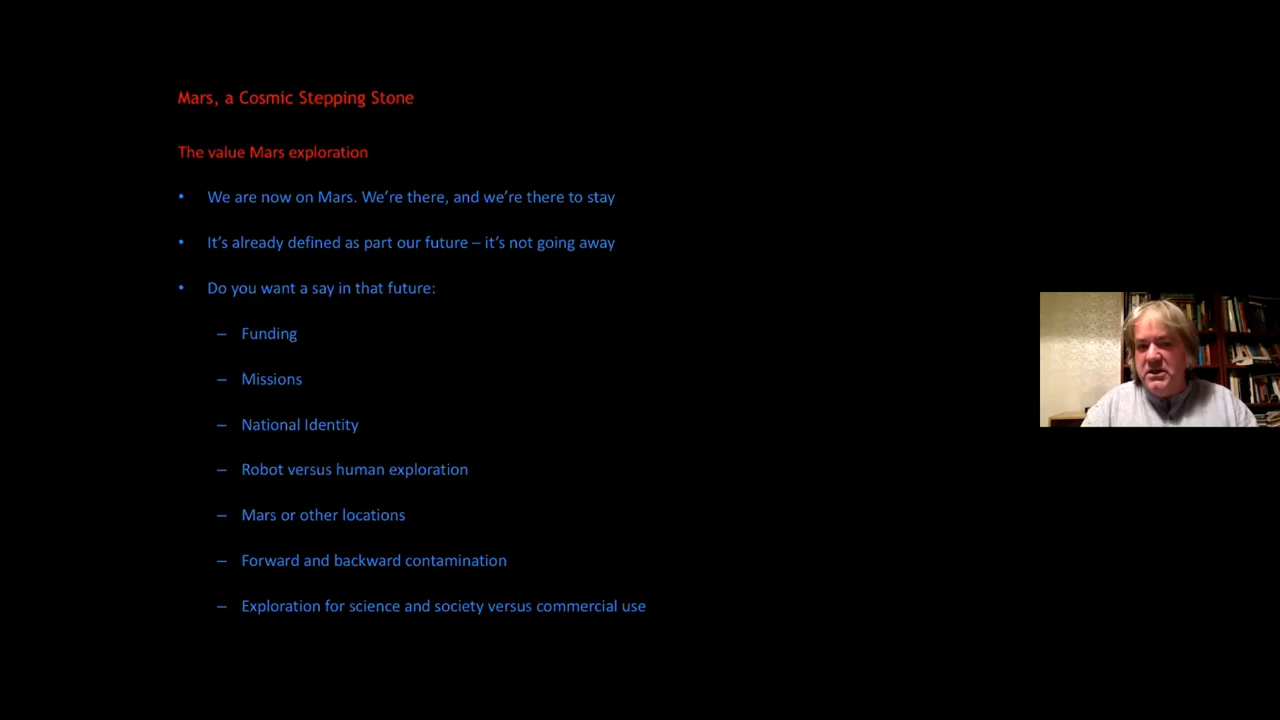 Mars, a Cosmic Stepping Stone
The value Mars exploration
• We are now on Mars. We're there, and we're there to stay
• It's already defined as part our future – it's not going away
• Do you want a say in that future:
– Funding
– Missions
– National Identity
– Robot versus human exploration
– Mars or other locations
– Forward and backward contamination
– Exploration for science and society versus commercial use